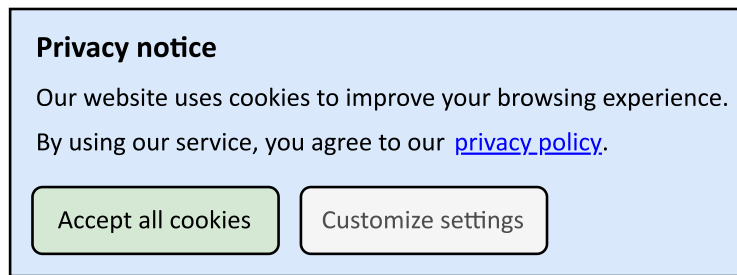 Privacy notice
Our website uses cookies to improve your browsing experience.
By using our service, you agree to our privacy policy.
Accept all cookies
Customize settings